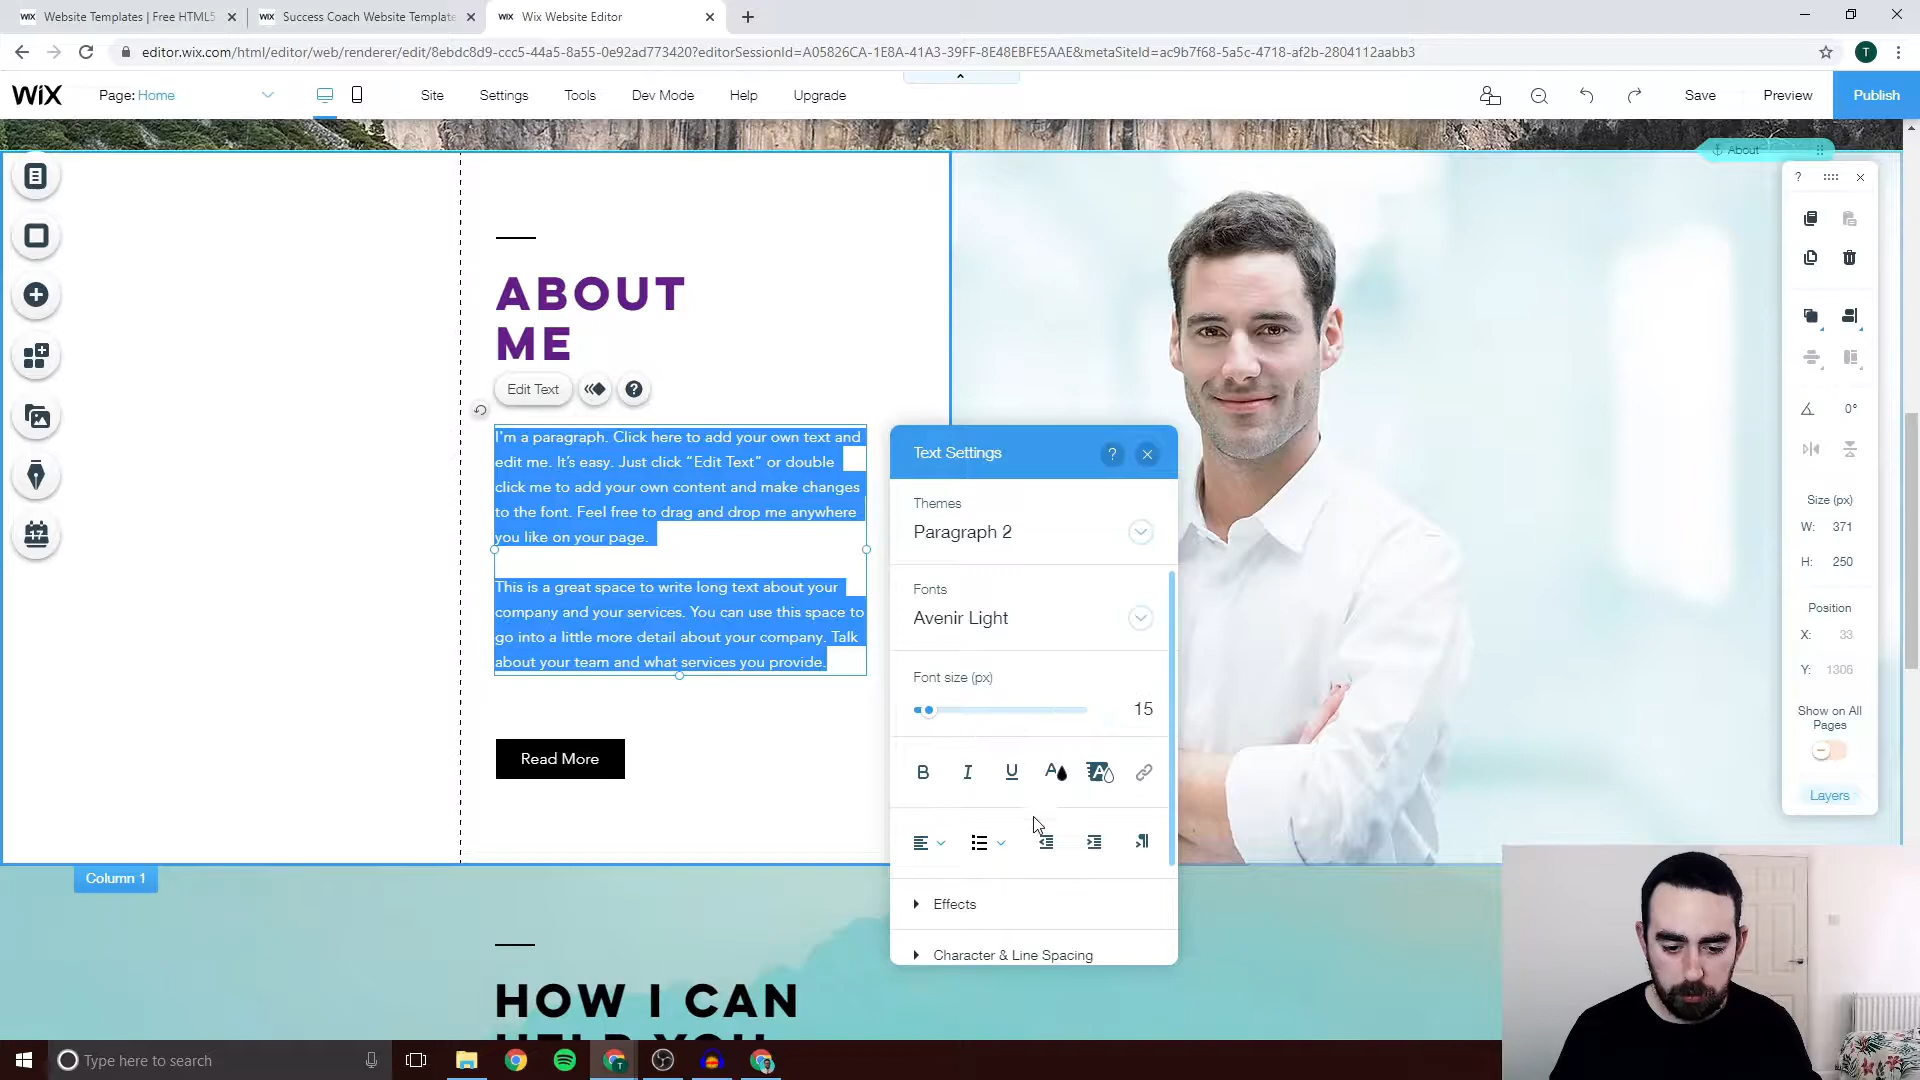 Website Templates | Free HTML5
Success Coach Website Template
Wix Website Editor
editor.wix.com/html/editor/web/renderer/edit/8ebdc8d9-ccc5-44a5-8a55-0e92ad773420?editorSessionId=A05826CA-1E8A-41A3-39FF-8E48EBFE5AAE&metaSiteId=ac9b7f68-5a5c-4718-af2b-2804112aabb3
T
WiX
Page: Home
Site
Settings
Tools
Dev Mode
Help
Upgrade
Save
Preview
Publish
About
ABOUT
ME
Edit Text
I'm a paragraph. Click here to add your own text and
edit me. It's easy. Just click “Edit Text” or double
click me to add your own content and make changes
to the font. Feel free to drag and drop me anywhere
you like on your page.
This is a great space to write long text about your
company and your services. You can use this space to
go into a little more detail about your company. Talk
about your team and what services you provide.
Read More
Text Settings
Themes
Paragraph 2
Fonts
Avenir Light
Font size (px)
15
Effects
Character & Line Spacing
0°
Size (px)
W: 371
H: 250
Position
X: 33
Y: 1306
Show on All
Pages
Layers
17
Column 1
HOW I CAN
HELP YOU
Type here to search